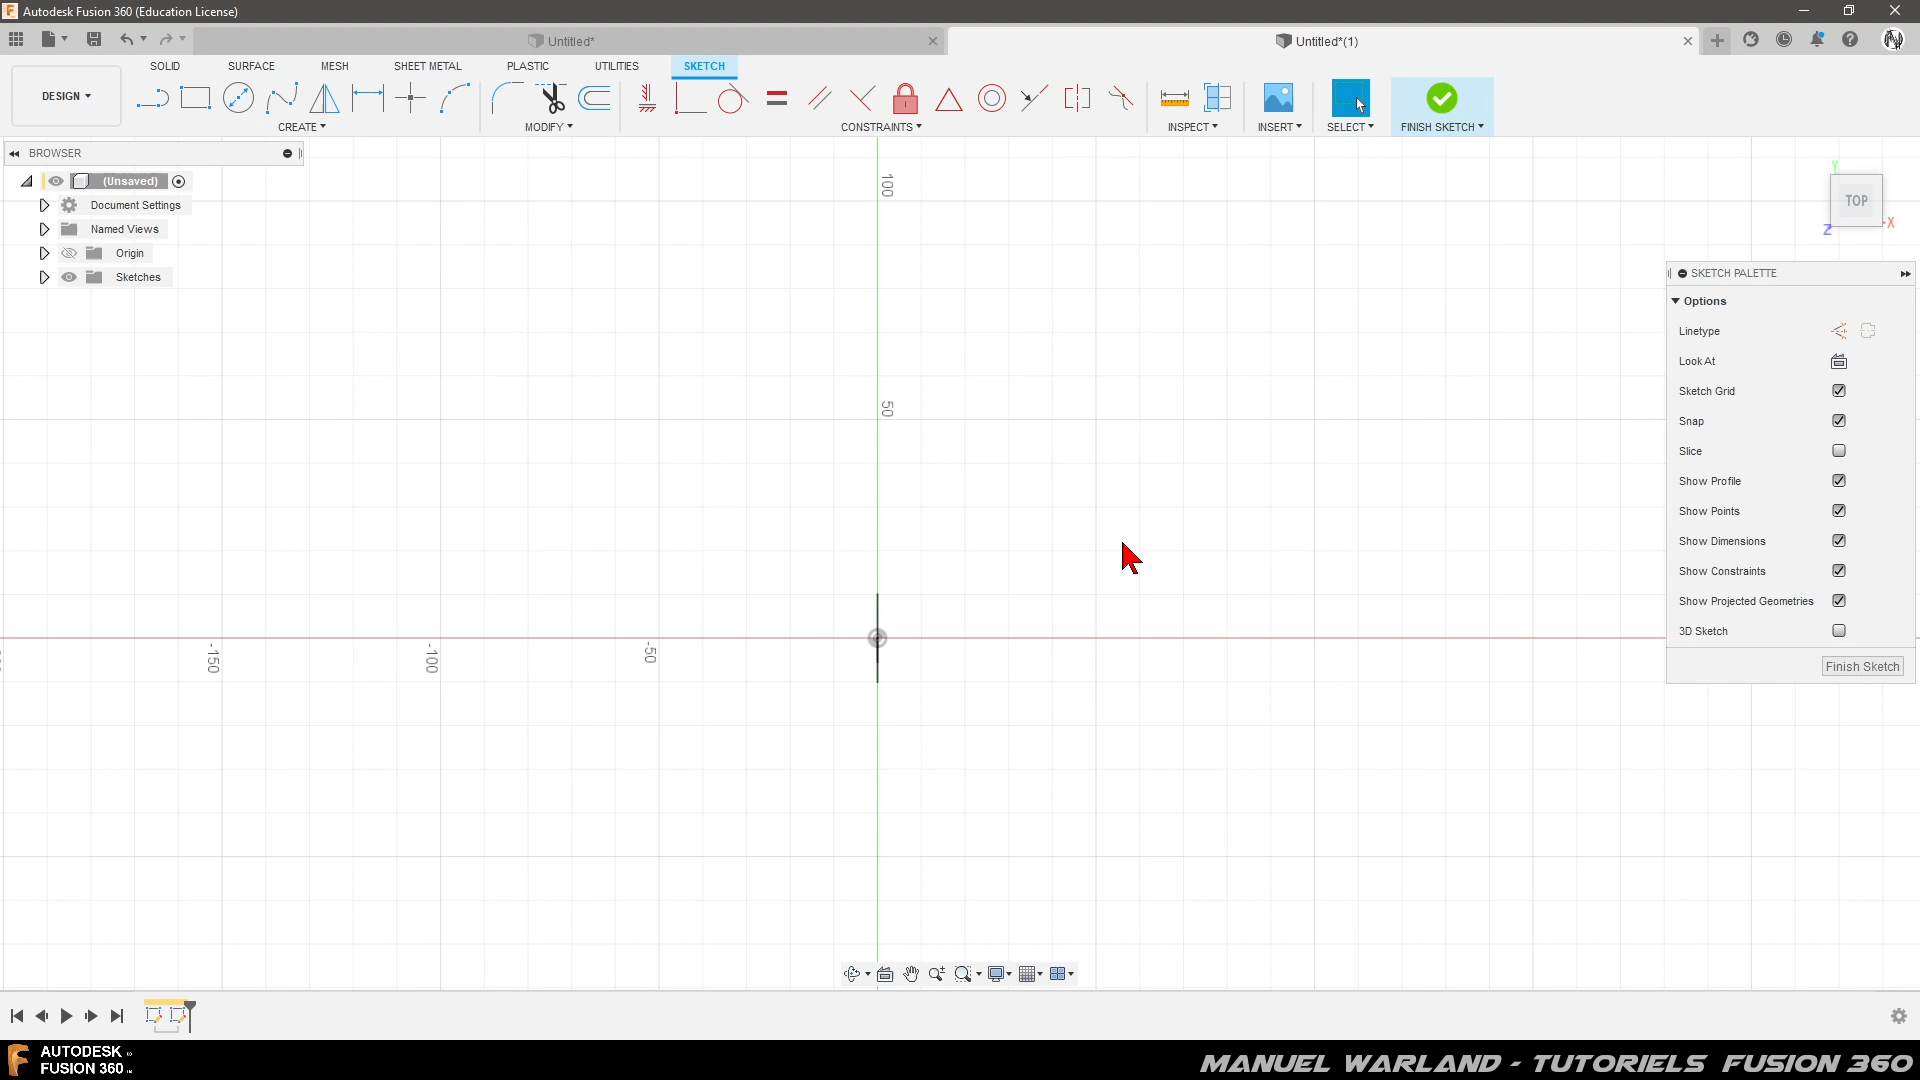 Autodesk Fusion 360 (Education License)
Untitled*
Untitled*(1)
SOLID SURFACE MESH SHEET METAL PLASTIC UTILITIES SKETCH
DESIGN
CREATE MODIFY CONSTRAINTS INSPECT INSERT SELECT FINISH SKETCH
BROWSER
(Unsaved)
Document Settings
Named Views
Origin
Sketches
100
50
-150
-100
-50
Y
TOP
Z
X
SKETCH PALETTE
Options
Linetype
Look At
Sketch Grid
Snap
Slice
Show Profile
Show Points
Show Dimensions
Show Constraints
Show Projected Geometries
3D Sketch
Finish Sketch
AUTODESK
FUSION 360
MANUEL WARLAND - TUTORIELS FUSION 360